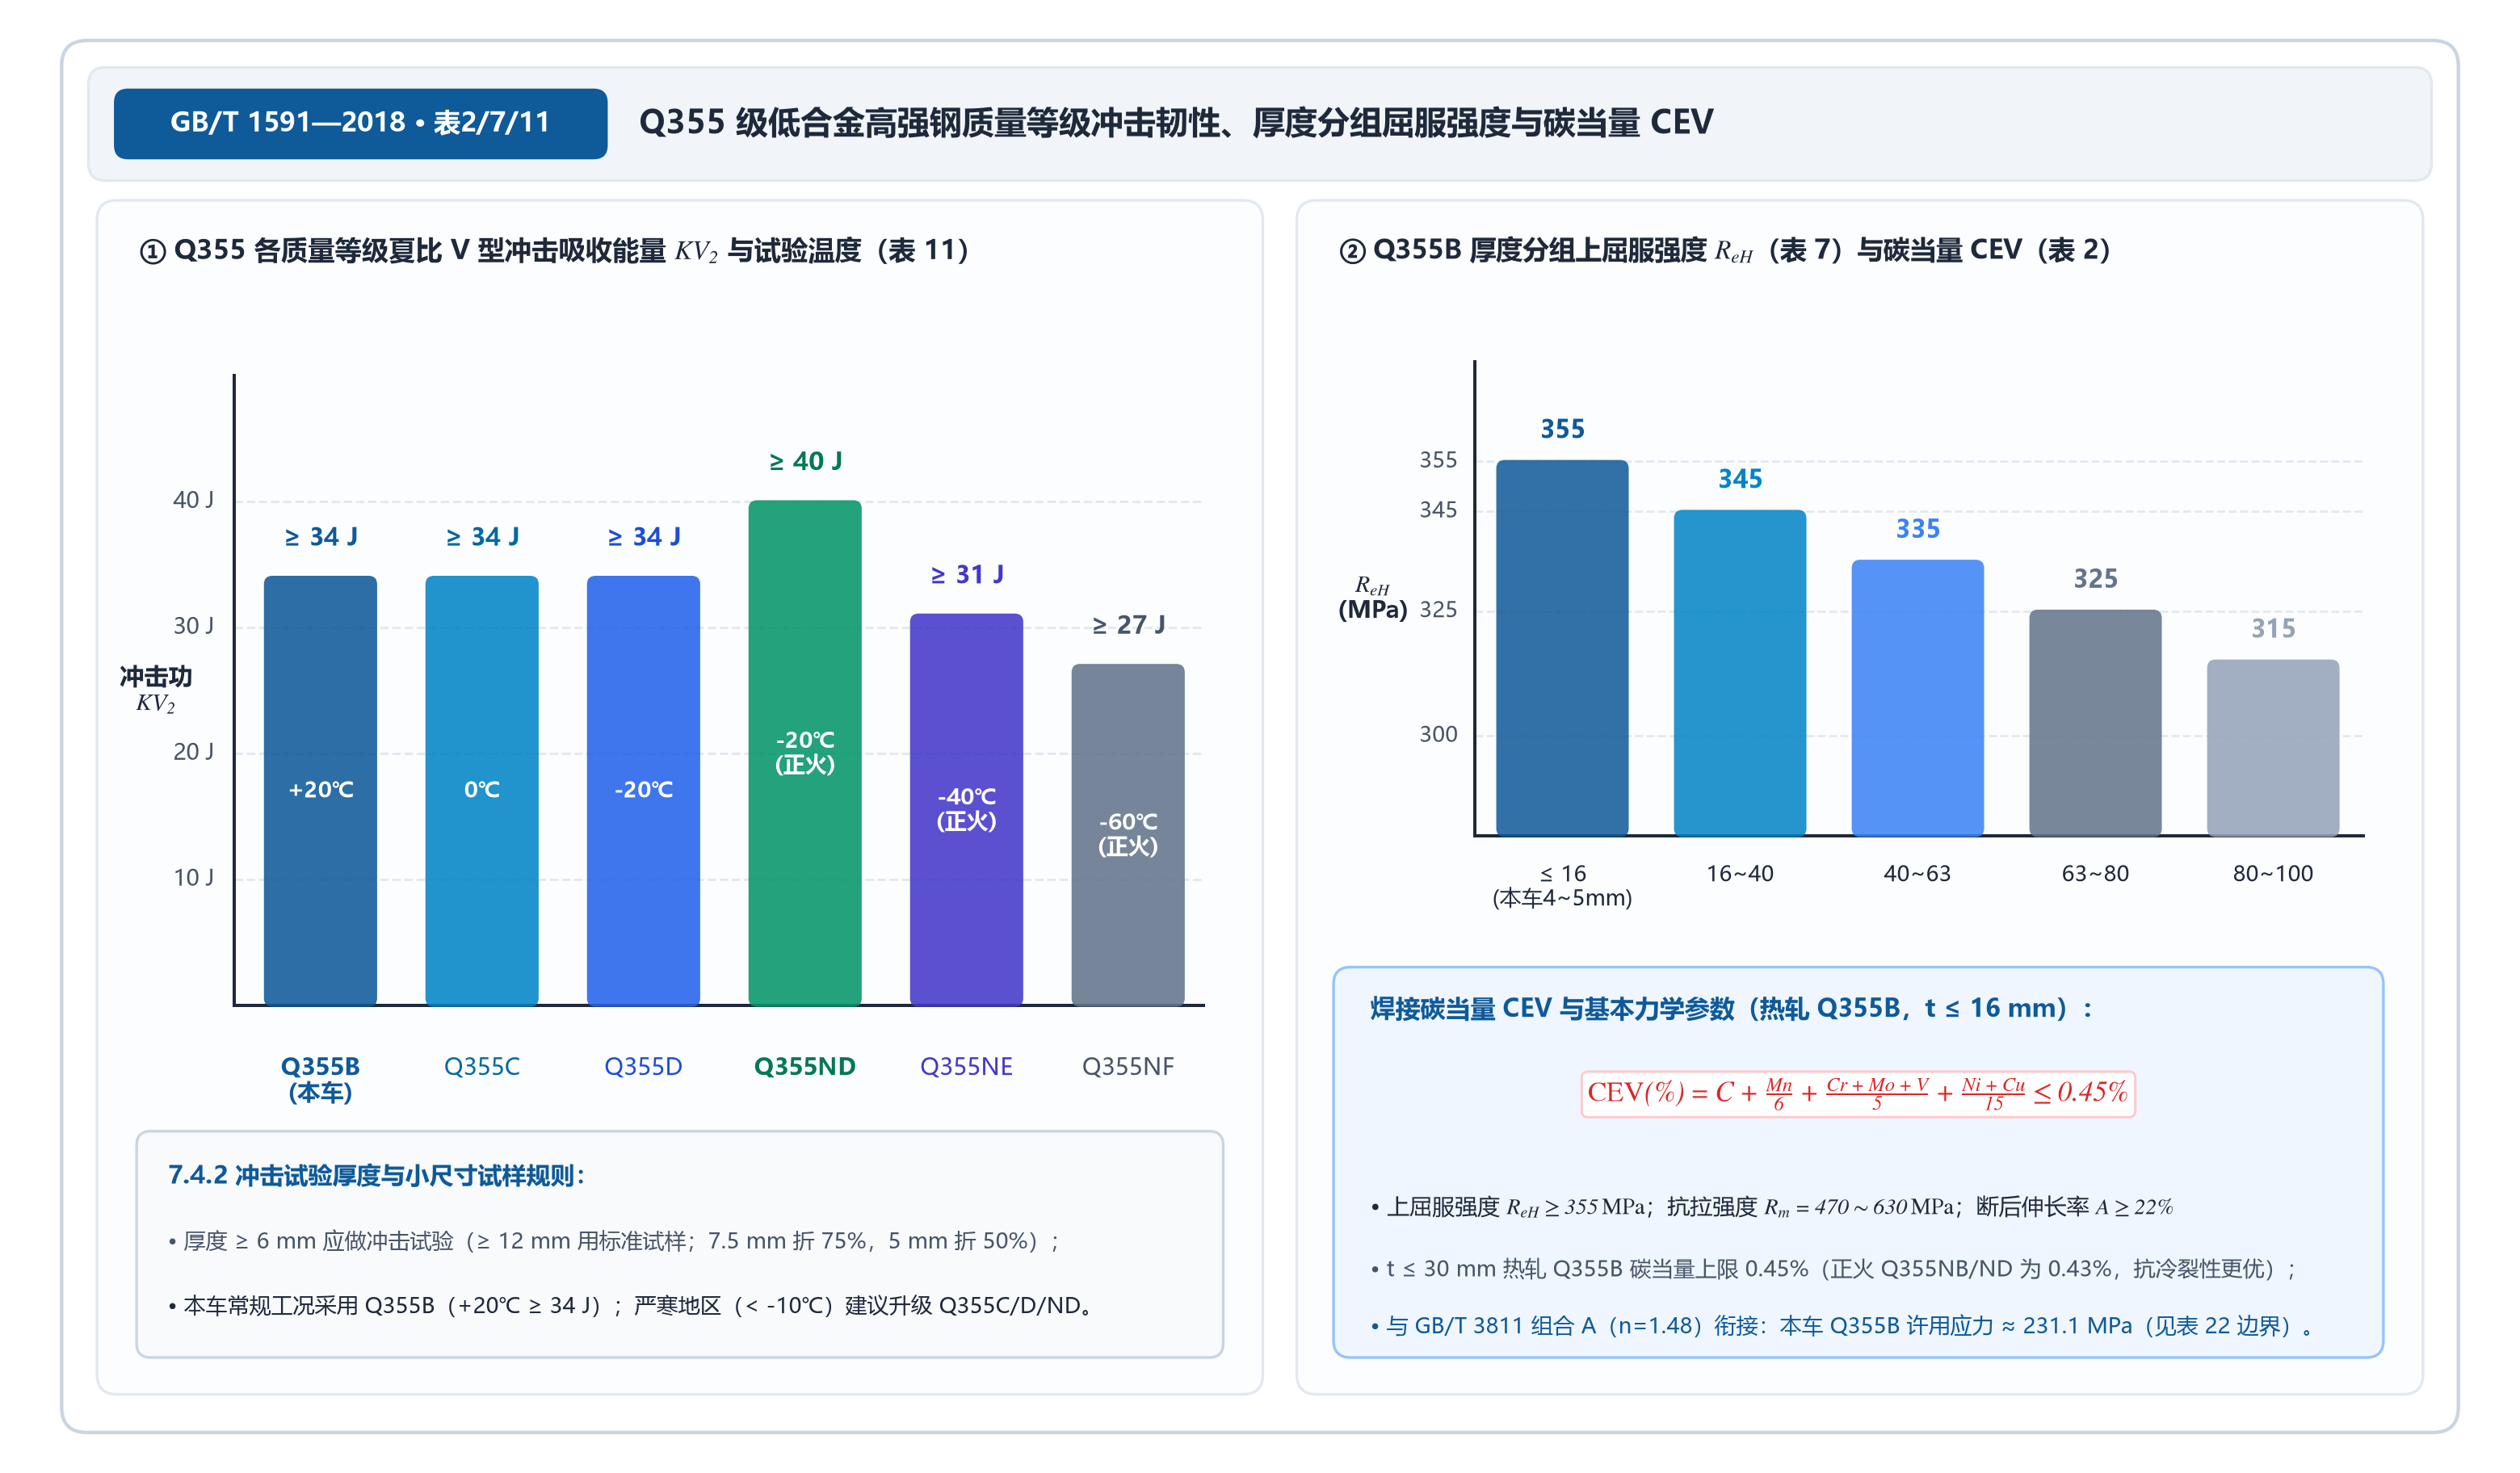 GB/T 1591—2018 • 表2/7/11
Q355 级低合金高强钢质量等级冲击韧性、厚度分组屈服强度与碳当量 CEV
① Q355 各质量等级夏比 V 型冲击吸收能量 KV₂ 与试验温度（表 11）
冲击功
KV₂
40 J
30 J
20 J
10 J
≥ 34 J
≥ 34 J
≥ 34 J
≥ 40 J
≥ 31 J
≥ 27 J
+20℃
0℃
-20℃
-20℃
(正火)
-40℃
(正火)
-60℃
(正火)
Q355B
(本车)
Q355C
Q355D
Q355ND
Q355NE
Q355NF
7.4.2 冲击试验厚度与小尺寸试样规则：
• 厚度 ≥ 6 mm 应做冲击试验（≥ 12 mm 用标准试样；7.5 mm 折 75%，5 mm 折 50%）；
• 本车常规工况采用 Q355B（+20℃ ≥ 34 J）；严寒地区（< -10℃）建议升级 Q355C/D/ND。
② Q355B 厚度分组上屈服强度 R_eH（表 7）与碳当量 CEV（表 2）
R_eH
(MPa)
355
345
325
300
355
345
335
325
315
≤ 16
(本车4~5mm)
16~40
40~63
63~80
80~100
焊接碳当量 CEV 与基本力学参数（热轧 Q355B，t ≤ 16 mm）:
CEV(%) = C + Mn/6 + (Cr + Mo + V)/5 + (Ni + Cu)/15 ≤ 0.45%
• 上屈服强度 R_eH ≥ 355 MPa；抗拉强度 R_m = 470 ~ 630 MPa；断后伸长率 A ≥ 22%
• t ≤ 30 mm 热轧 Q355B 碳当量上限 0.45%（正火 Q355NB/ND 为 0.43%，抗冷裂性更优）；
• 与 GB/T 3811 组合 A（n=1.48）衔接：本车 Q355B 许用应力 ≈ 231.1 MPa（见表 22 边界）。